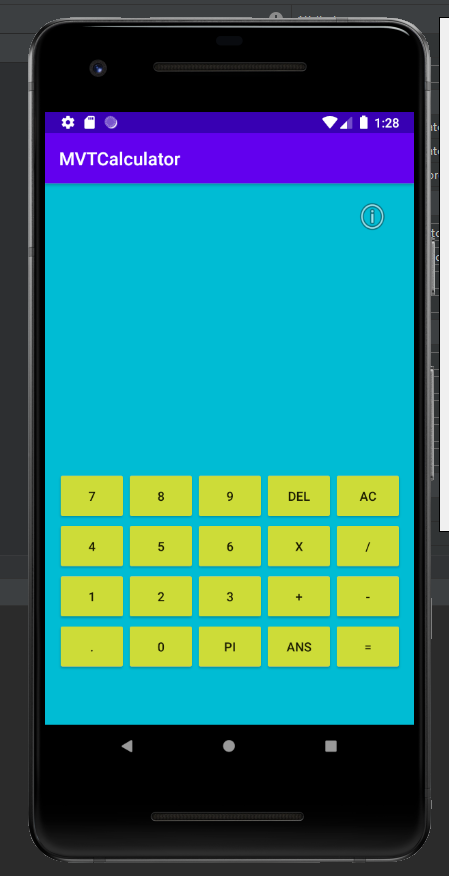 1:28
MVTCalculator
7 8 9 DEL AC
4 5 6 X /
1 2 3 + -
. 0 PI ANS =